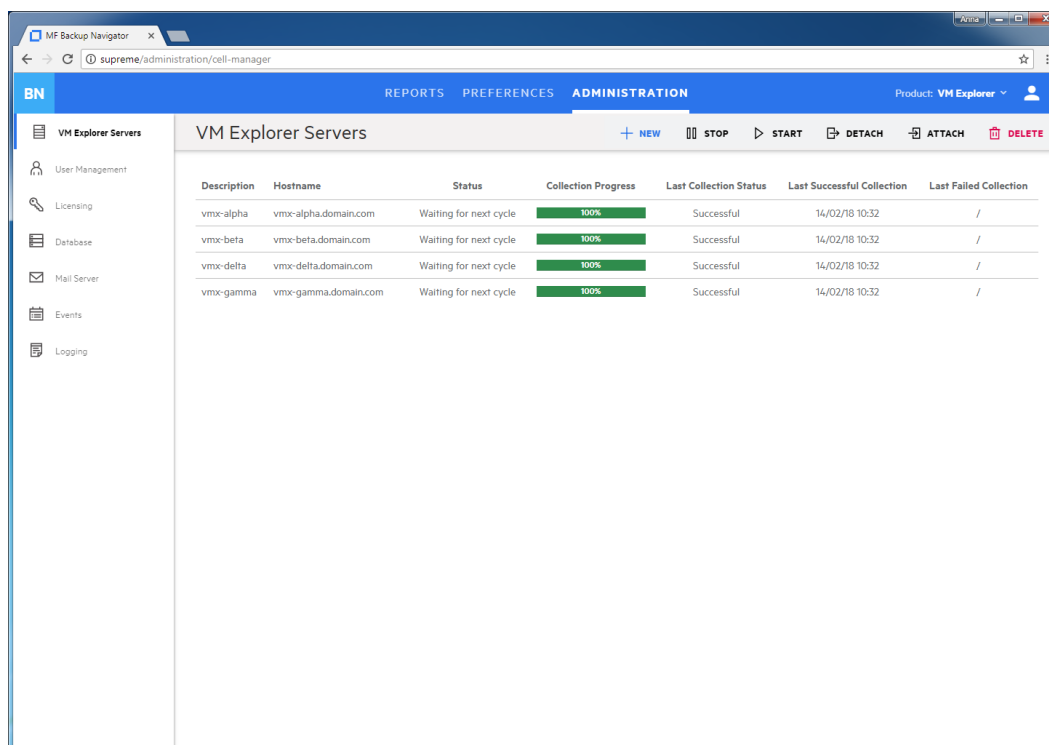 Anna
MF Backup Navigator
supreme/administration/cell-manager
BN REPORTS PREFERENCES ADMINISTRATION Product: VM Explorer
VM Explorer Servers
User Management
Licensing
Database
Mail Server
Events
Logging
VM Explorer Servers NEW STOP START DETACH ATTACH DELETE
Description Hostname Status Collection Progress Last Collection Status Last Successful Collection Last Failed Collection
vmx-alpha vmx-alpha.domain.com Waiting for next cycle 100% Successful 14/02/18 10:32 /
vmx-beta vmx-beta.domain.com Waiting for next cycle 100% Successful 14/02/18 10:32 /
vmx-delta vmx-delta.domain.com Waiting for next cycle 100% Successful 14/02/18 10:32 /
vmx-gamma vmx-gamma.domain.com Waiting for next cycle 100% Successful 14/02/18 10:32 /